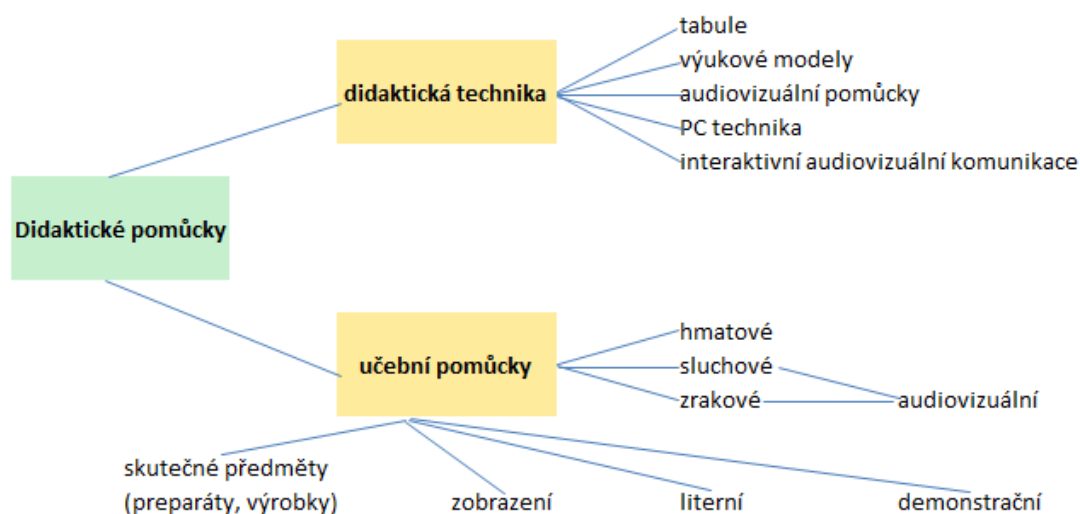 tabule
výukové modely
didaktická technika
audiovizuální pomůcky
PC technika
interaktivní audiovizuální komunikace
Didaktické pomůcky
hmatové
učební pomůcky
sluchové
zrakové
audiovizuální
skutečné předměty
(preparáty, výrobky)
zobrazení
literní
demonstrační